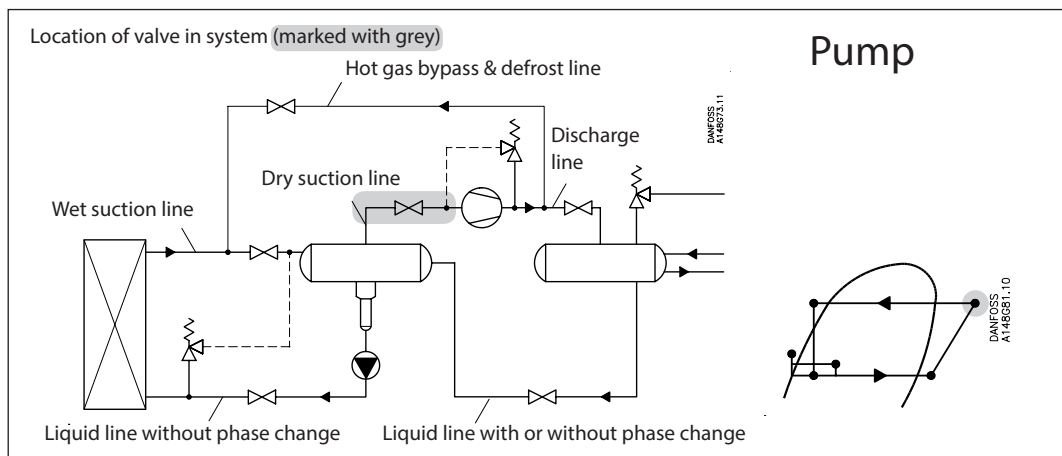 Location of valve in system (marked with grey)
Pump
Hot gas bypass & defrost line
DANFOSS
A148G73.11
Discharge
line
Dry suction line
Wet suction line
DANFOSS
A148G81.10
Liquid line without phase change
Liquid line with or without phase change